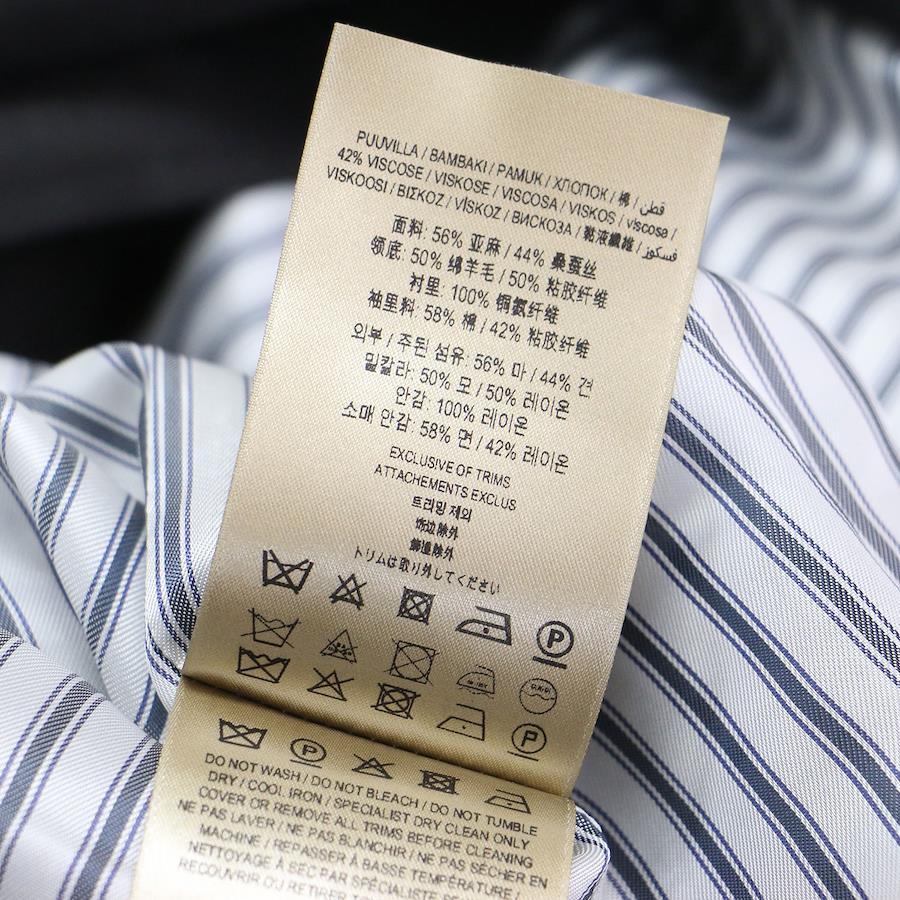 PUUVILLA / BAMBAKI / PAMUK / ХЛОПОК / 棉 / قطن
42% VISCOSE / VISKOSE / VISCOSA / VISKOS / viscosa /
VISKOOSI / ΒΙΣΚΟΖ / VİSKOZ / ВИСКОЗА / 黏液纖維 / فسكوز
面料: 56% 亚麻 / 44% 桑蚕丝
领底: 50% 绵羊毛 / 50% 粘胶纤维
衬里: 100% 铜氨纤维
袖里料: 58% 棉 / 42% 粘胶纤维
외부 / 주된 섬유: 56% 마 / 44% 견
밑칼라: 50% 모 / 50% 레이온
안감: 100% 레이온
소매 안감: 58% 면 / 42% 레이온
EXCLUSIVE OF TRIMS
ATTACHEMENTS EXCLUS
트리밍 제외
饰边除外
飾邊除外
トリムは取り外してください
P
P
P
DO NOT WASH / DO NOT BLEACH / DO NOT TUMBLE
DRY / COOL IRON / SPECIALIST DRY CLEAN ONLY
COVER OR REMOVE ALL TRIMS BEFORE CLEANING
NE PAS LAVER / NE PAS BLANCHIR / NE PAS SÉCHER EN
MACHINE / REPASSER À BASSE TEMPÉRATURE /
NETTOYAGE À SEC PAR SPÉCIALISTE
RECOUVRIR OU RETIRER